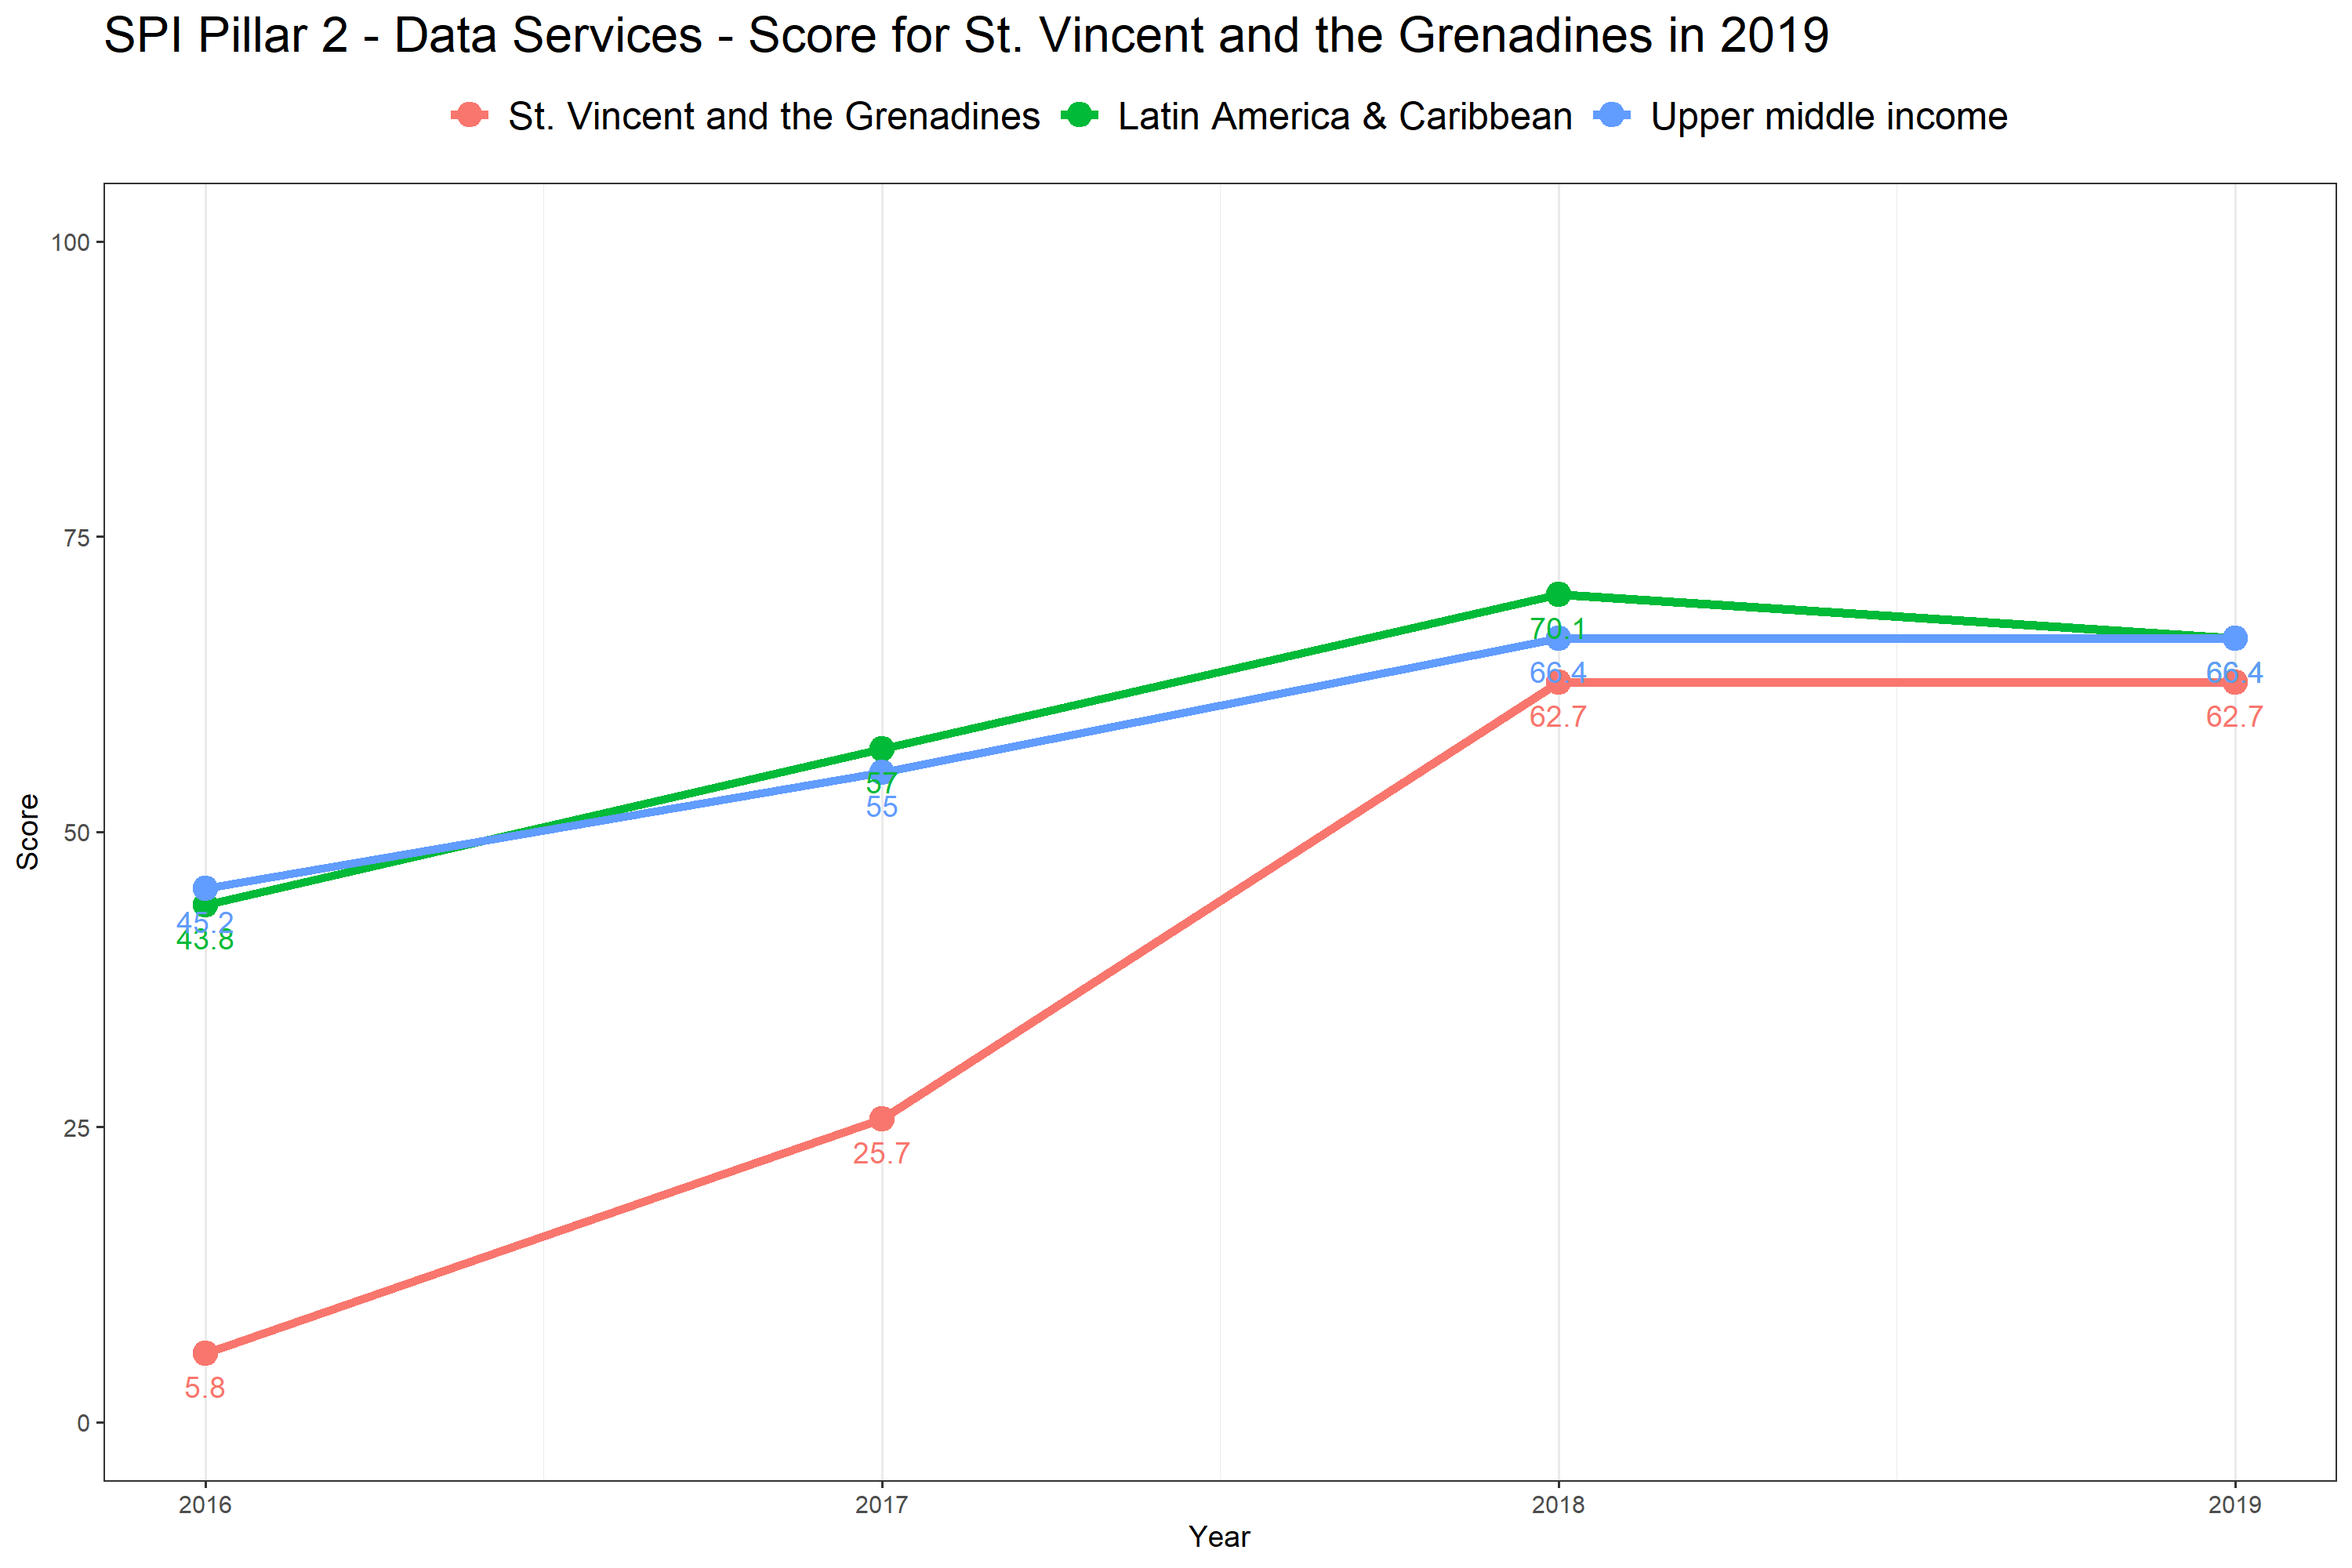 SPI Pillar 2 - Data Services - Score for St. Vincent and the Grenadines in 2019
St. Vincent and the Grenadines Latin America & Caribbean Upper middle income
100
75
70.1
66.4 66.4
62.7 62.7
57
55
50
Score
45.2
43.8
25
25.7
5.8
0
2016 2017 2018 2019
Year